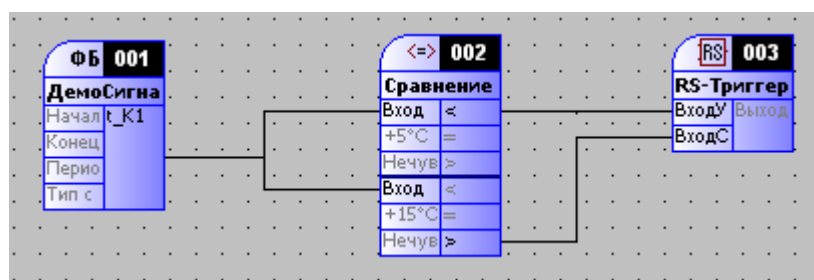 ФБ 001
ДемоСигна
Начал t_K1
Конец
Перио
Тип с
<=> 002
Сравнение
Вход <
+5°C =
Нечув >
Вход <
+15°C =
Нечув >
RS 003
RS-Триггер
ВходУ Выход
ВходС